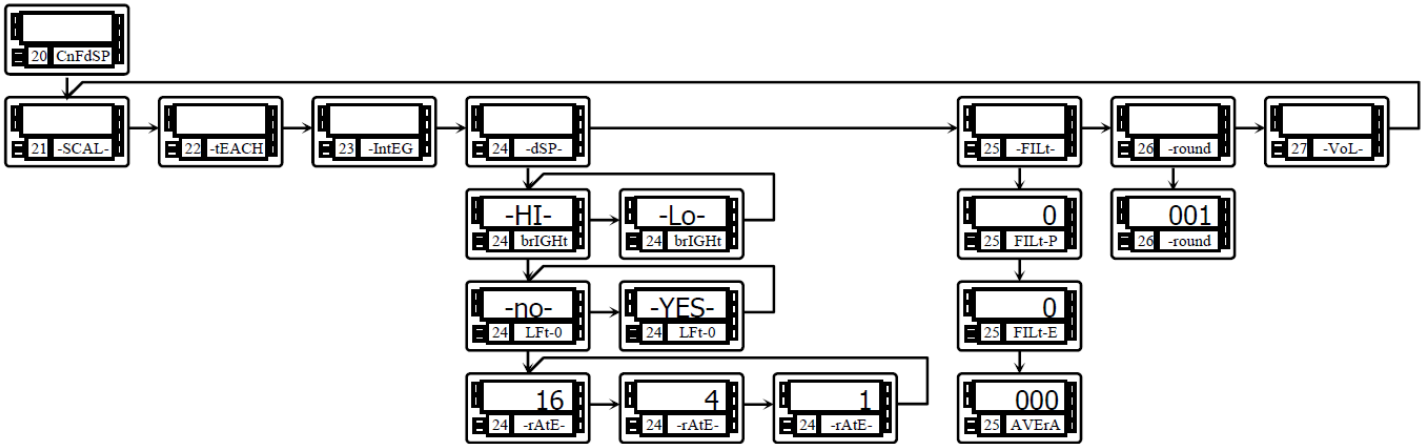 20 CnFdSP
21 -SCAL- 22 -tEACH 23 -IntEG 24 -dSP- 25 -FILt- 26 -round 27 -VoL-
-HI- -Lo- 0 001
24 brIGHt 24 brIGHt 25 FILt-P 26 -round
-no- -YES- 0
24 LFt-0 24 LFt-0 25 FILt-E
16 4 1 000
24 -rAtE- 24 -rAtE- 24 -rAtE- 25 AVErA